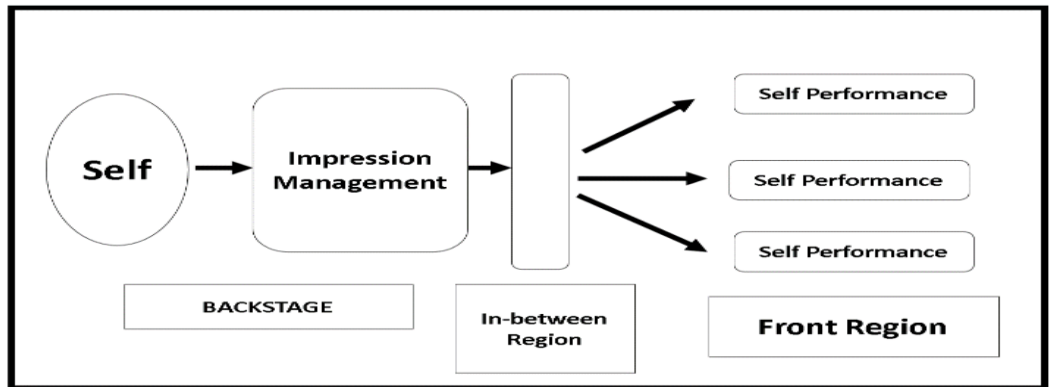 Self
Impression
Management
Self Performance
Self Performance
Self Performance
BACKSTAGE
In-between
Region
Front Region